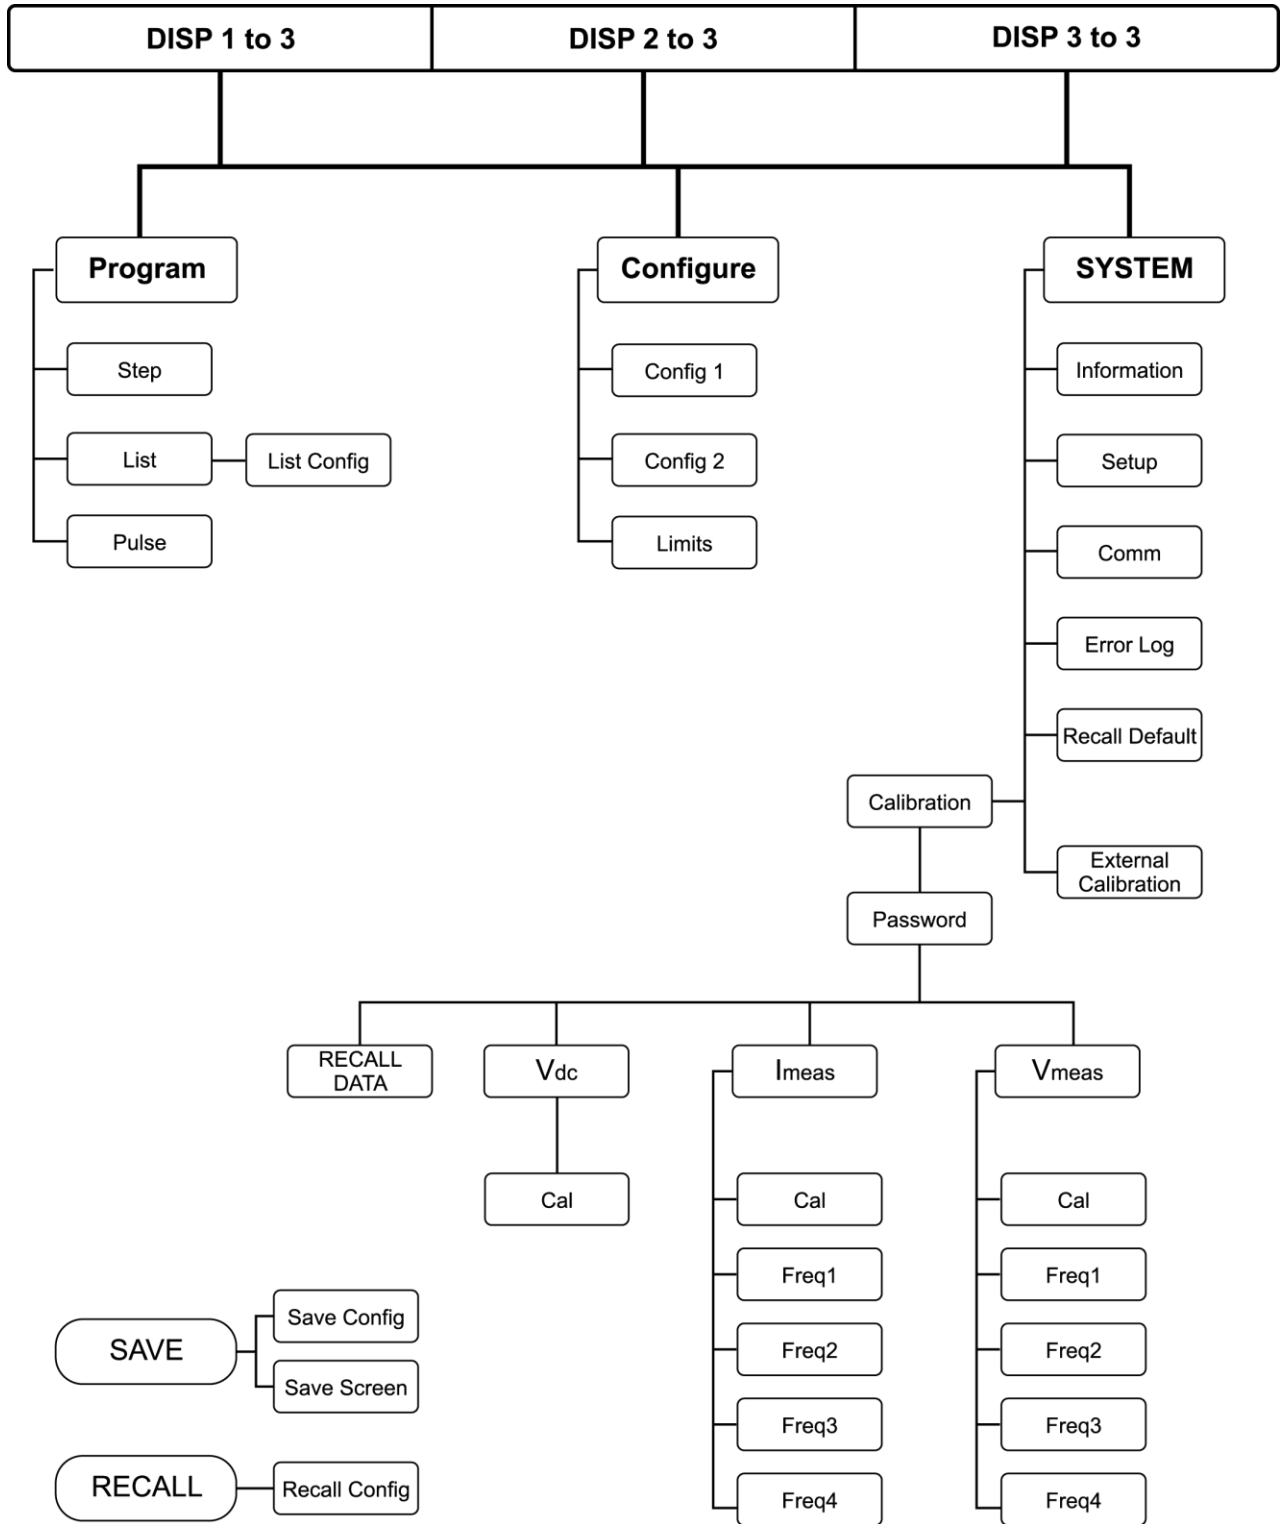 DISP 1 to 3
DISP 2 to 3
DISP 3 to 3
Program
Step
List
List Config
Pulse
Configure
Config 1
Config 2
Limits
SYSTEM
Information
Setup
Comm
Error Log
Recall Default
Calibration
External
Calibration
Password
RECALL
DATA
Vdc
Cal
Imeas
Cal
Freq1
Freq2
Freq3
Freq4
Vmeas
Cal
Freq1
Freq2
Freq3
Freq4
SAVE
Save Config
Save Screen
RECALL
Recall Config